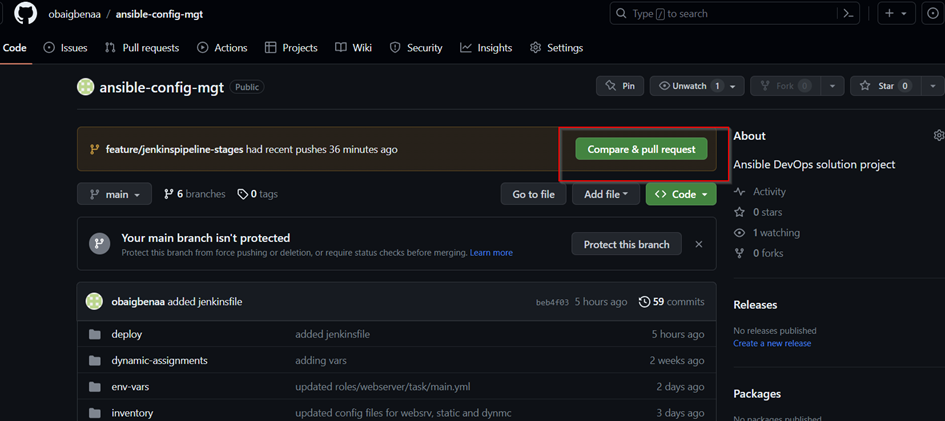 obaigbenaa / ansible-config-mgt
Type / to search
Code Issues Pull requests Actions Projects Wiki Security Insights Settings
ansible-config-mgt Public
Pin Unwatch 1 Fork 0 Star 0
feature/jenkinspipeline-stages had recent pushes 36 minutes ago
Compare & pull request
main 6 branches 0 tags
Go to file Add file <> Code
Your main branch isn't protected
Protect this branch from force pushing or deletion, or require status checks before merging. Learn more
Protect this branch
obaigbenaa added jenkinsfile beb4f03 5 hours ago 59 commits
deploy added jenkinsfile 5 hours ago
dynamic-assignments adding vars 2 weeks ago
env-vars updated roles/webserver/task/main.yml 2 days ago
inventory updated config files for websrv, static and dynmc 3 days ago
About
Ansible DevOps solution project
Activity
0 stars
1 watching
0 forks
Releases
No releases published
Create a new release
Packages
No packages published